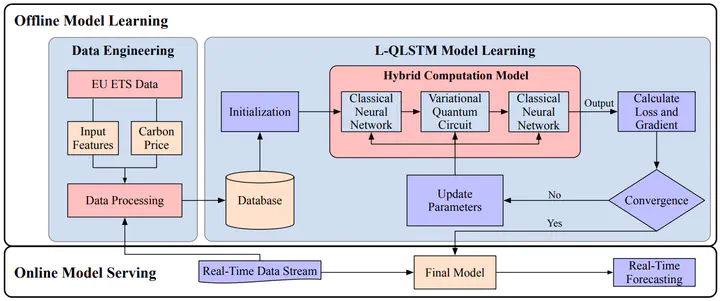 Offline Model Learning
Data Engineering
EU ETS Data
Input
Features
Carbon
Price
Data Processing
L-QLSTM Model Learning
Hybrid Computation Model
Initialization
Classical
Neural
Network
Variational
Quantum
Circuit
Classical
Neural
Network
Output
Calculate
Loss and
Gradient
Database
Update
Parameters
No
Convergence
Yes
Online Model Serving
Real-Time Data Stream
Final Model
Real-Time
Forecasting